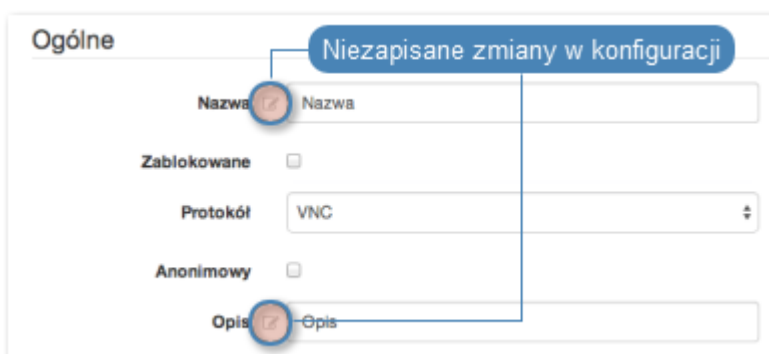 Ogólne
Niezapisane zmiany w konfiguracji
Nazwa Nazwa
Zablokowane
Protokół VNC
Anonimowy
Opis Opis